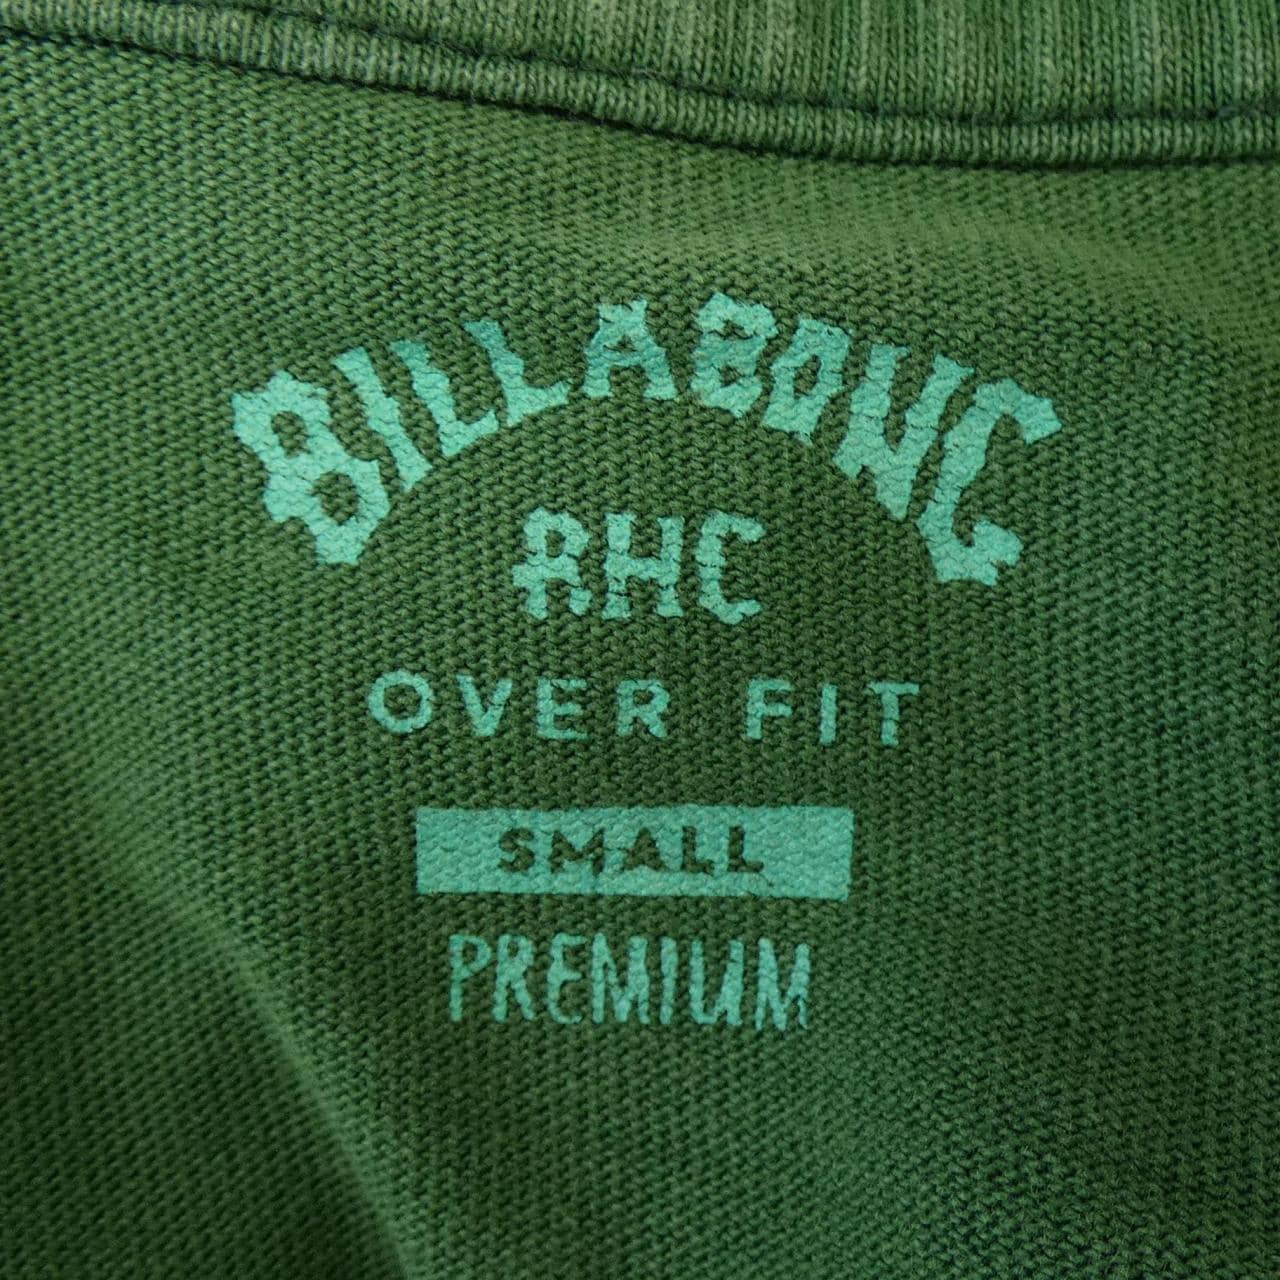 BILLABONG
RHC
OVER FIT
SMALL
PREMIUM